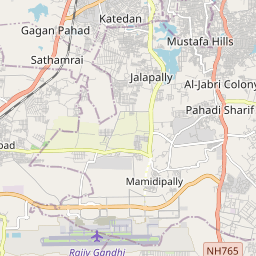 Katedan
Gagan Pahad
Mustafa Hills
Sathamrai
Jalapally
Al-Jabri Colony
Pahadi Sharif
bad
Mamidipally
NH765
Rajiv Gandhi